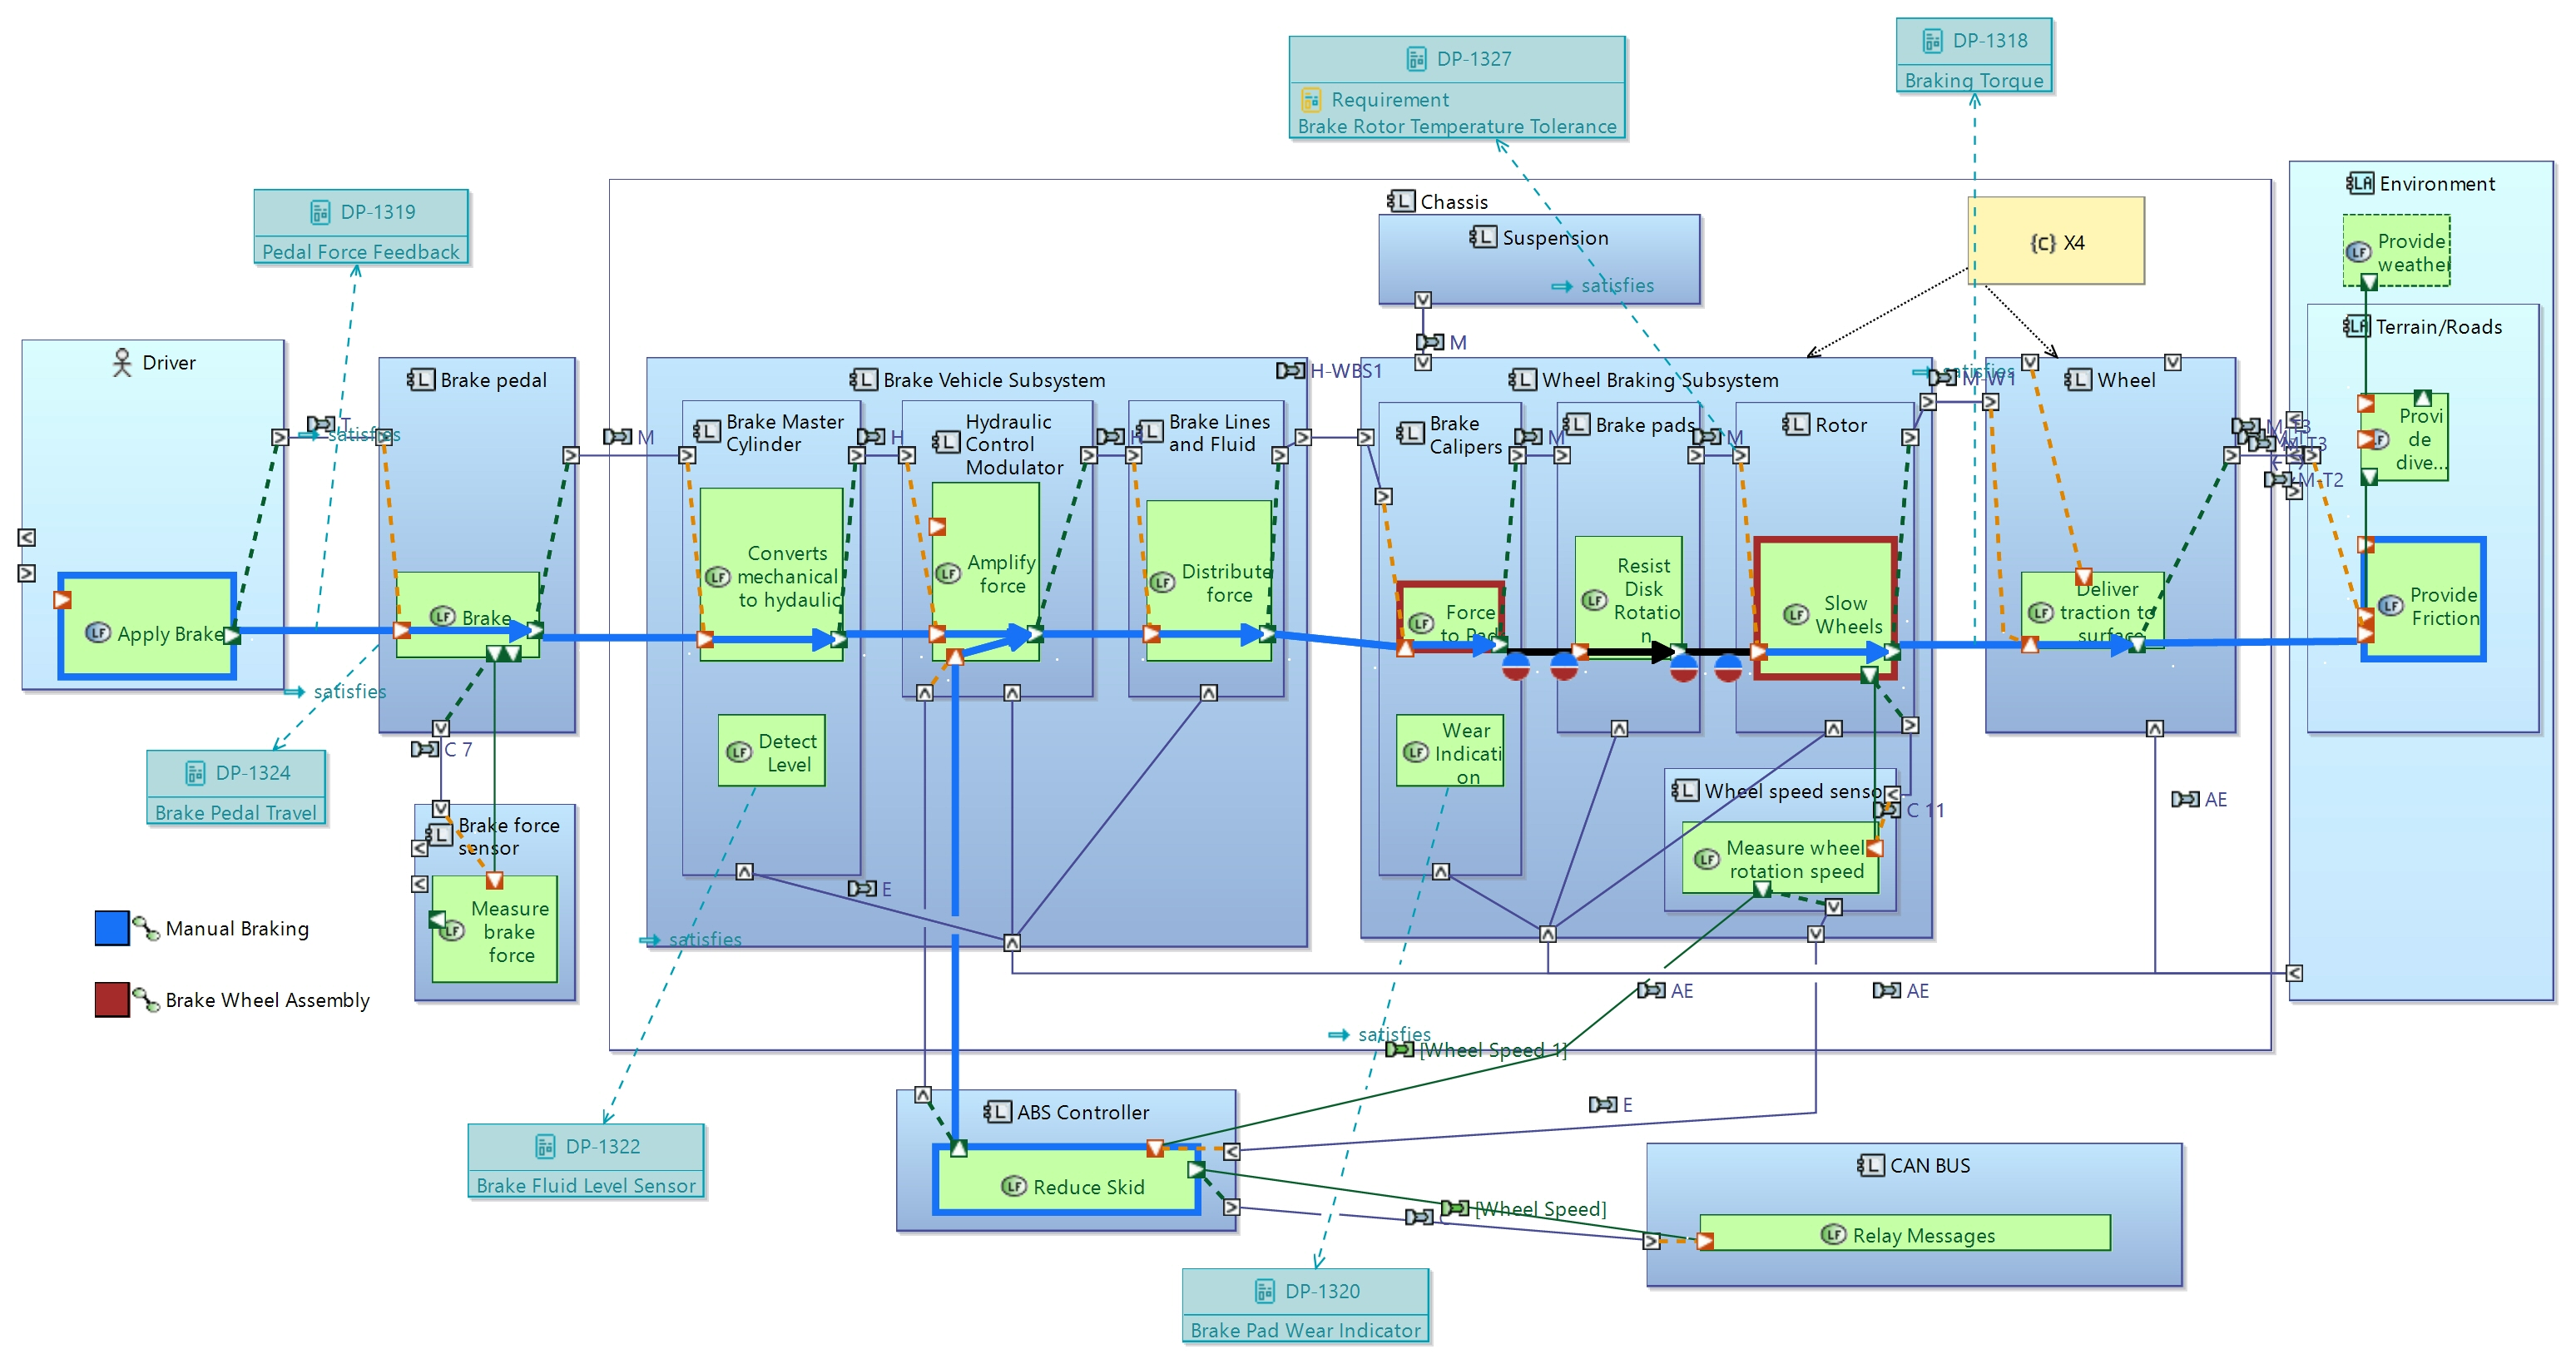 DP-1318
Braking Torque
DP-1327
Requirement
Brake Rotor Temperature Tolerance
DP-1319
Pedal Force Feedback
Chassis
Suspension
satisfies
M
{c} X4
Environment
Provide
weather
Terrain/Roads
Provi
de
dive...
Provide
Friction
Driver
Apply Brake
satisfies
Brake pedal
Brake
satisfies
DP-1324
Brake Pedal Travel
C 7
Brake force
sensor
Measure
brake
force
M
Brake Vehicle Subsystem
Brake Master
Cylinder
Converts
mechanical
to hydaulic
Detect
Level
H
Hydraulic
Control
Modulator
Amplify
force
H
Brake Lines
and Fluid
Distribute
force
E
satisfies
H-WBS1
Wheel Braking Subsystem
Brake
Calipers
Force
to Pad
Wear
Indicati
on
M
Brake pads
Resist
Disk
Rotatio
n
M
Rotor
Slow
Wheels
Wheel speed senso
Measure wheel
rotation speed
C 11
satisfies
M-W1
Wheel
Deliver
traction to
surface
M-T3
M-T2
AE
AE
AE
Manual Braking
Brake Wheel Assembly
satisfies
[Wheel Speed 1]
E
ABS Controller
Reduce Skid
[Wheel Speed]
C
CAN BUS
Relay Messages
DP-1322
Brake Fluid Level Sensor
DP-1320
Brake Pad Wear Indicator